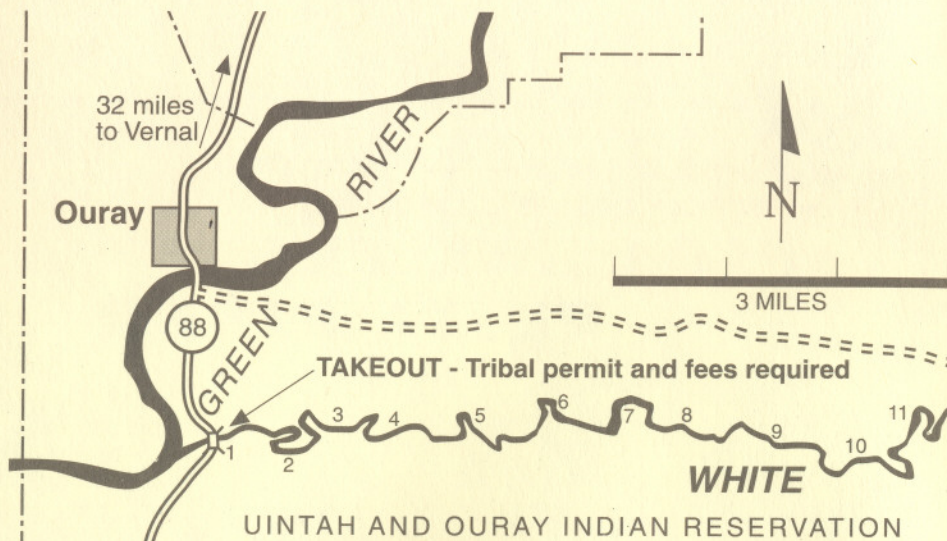 32 miles
to Vernal
RIVER
Ouray
N
3 MILES
88
GREEN
TAKEOUT - Tribal permit and fees required
1
2
3
4
5
6
7
8
9
10
11
WHITE
UINTAH AND OURAY INDIAN RESERVATION